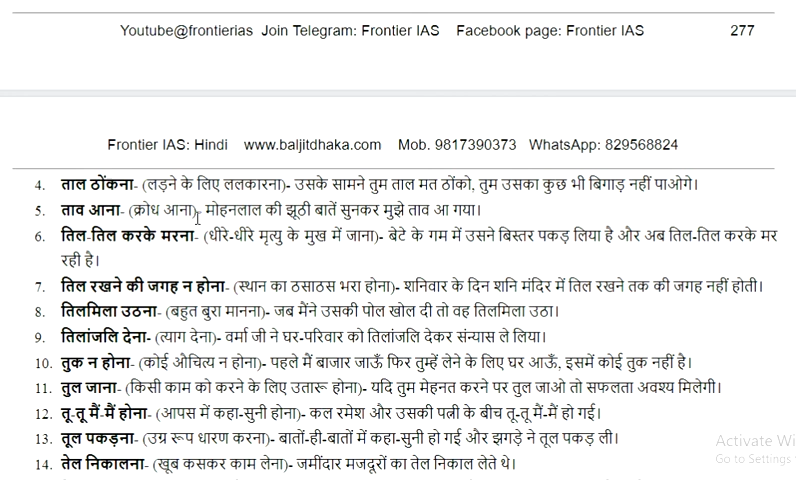 Youtube@frontierias Join Telegram: Frontier IAS Facebook page: Frontier IAS 277
Frontier IAS: Hindi www.baljitdhaka.com Mob. 9817390373 WhatsApp: 829568824
4. ताल ठोंकना- (लड़ने के लिए ललकारना)- उसके सामने तुम ताल मत ठोंको, तुम उसका कुछ भी बिगाड़ नहीं पाओगे।
5. ताव आना- (क्रोध आना)- मोहनलाल की झूठी बातें सुनकर मुझे ताव आ गया।
6. तिल-तिल करके मरना- (धीरे-धीरे मृत्यु के मुख में जाना)- बेटे के गम में उसने बिस्तर पकड़ लिया है और अब तिल-तिल करके मर
रही है।
7. तिल रखने की जगह न होना- (स्थान का ठसाठस भरा होना)- शनिवार के दिन शनि मंदिर में तिल रखने तक की जगह नहीं होती।
8. तिलमिला उठना- (बहुत बुरा मानना)- जब मैंने उसकी पोल खोल दी तो वह तिलमिला उठा।
9. तिलांजलि देना- (त्याग देना)- वर्मा जी ने घर-परिवार को तिलांजलि देकर संन्यास ले लिया।
10. तुक न होना- (कोई औचित्य न होना)- पहले मैं बाजार जाऊँ फिर तुम्हें लेने के लिए घर आऊँ, इसमें कोई तुक नहीं है।
11. तुल जाना- (किसी काम को करने के लिए उतारू होना)- यदि तुम मेहनत करने पर तुल जाओ तो सफलता अवश्य मिलेगी।
12. तू-तू मैं-मैं होना- (आपस में कहा-सुनी होना)- कल रमेश और उसकी पत्नी के बीच तू-तू मैं-मैं हो गई।
13. तूल पकड़ना- (उग्र रूप धारण करना)- बातों-ही-बातों में कहा-सुनी हो गई और झगड़े ने तूल पकड़ ली।
Activate Wi
14. तेल निकालना- (खूब कसकर काम लेना)- जमींदार मजदूरों का तेल निकाल लेते थे।
Go to Settings